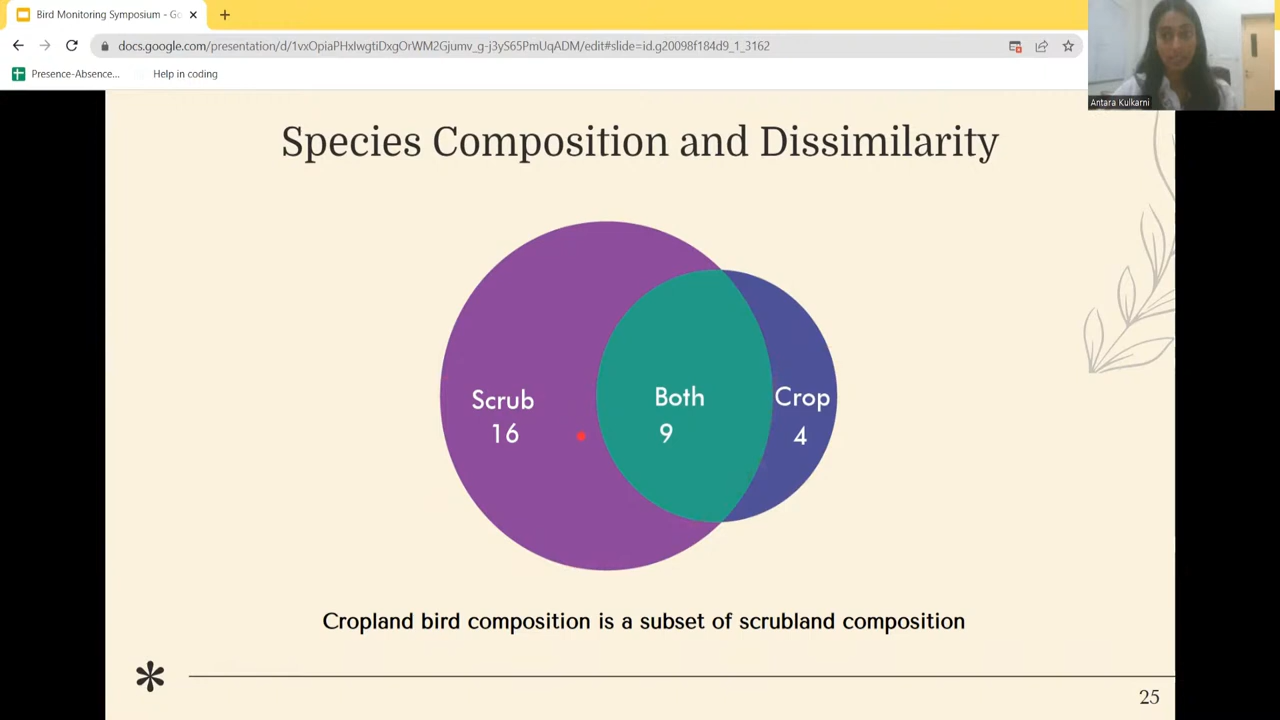 Bird Monitoring Symposium - Go
docs.google.com/presentation/d/1vxOpiaPHxlwgtiDxgOrWM2Gjumv_g-j3yS65PmUqADM/edit#slide=id.g20098f184d9_1_3162
Presence-Absence... Help in coding
Antara Kulkarni
Species Composition and Dissimilarity
Scrub Both Crop
16 9 4
Cropland bird composition is a subset of scrubland composition
25